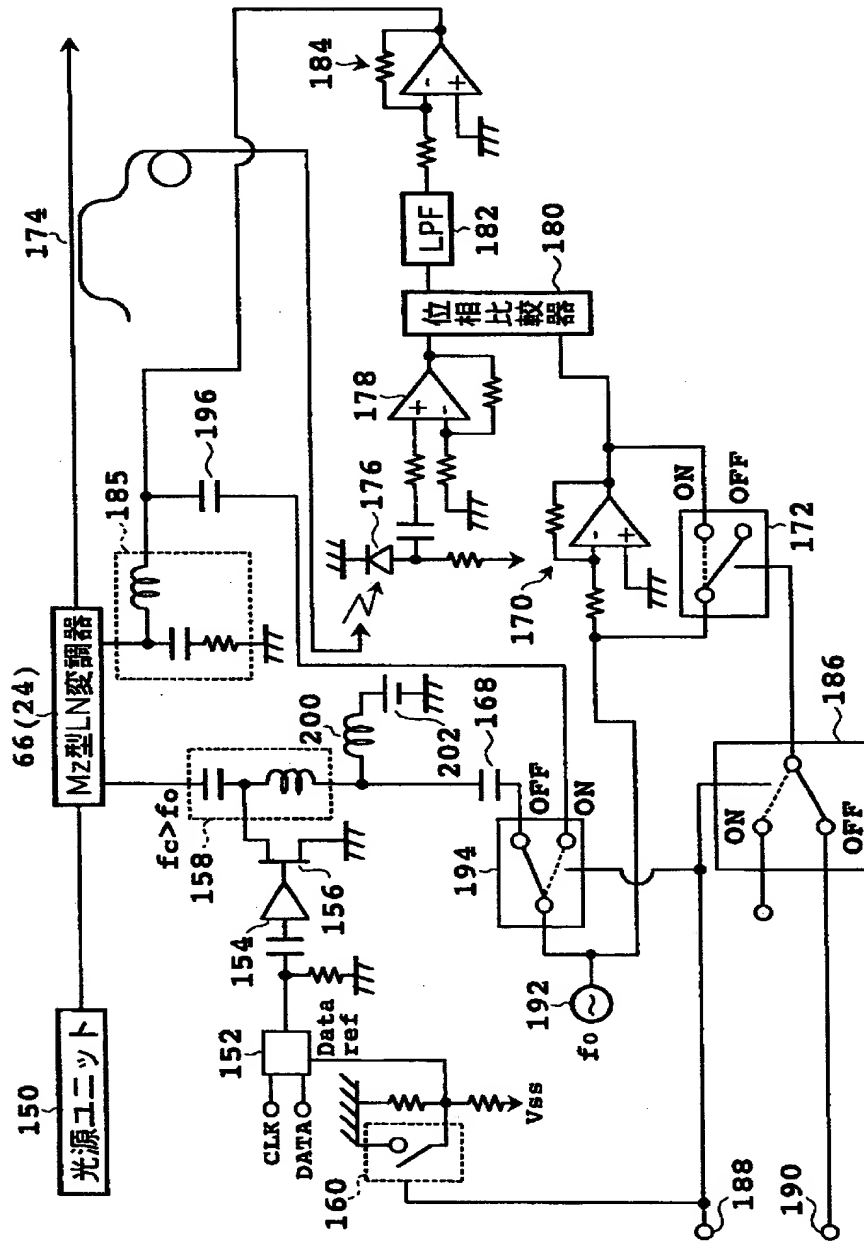 150
光源ユニット
66(24)
Mz型LN変調器
174
185
196
184
LPF
182
180
位相比較器
178
176
fc>fo
158
200
202
168
156
154
152
CLK
DATA
Data
ref
160
Vss
OFF
ON
194
192
fo
170
ON
OFF
172
186
ON
OFF
188
190
+
-
+
-
-
+
-
+
~